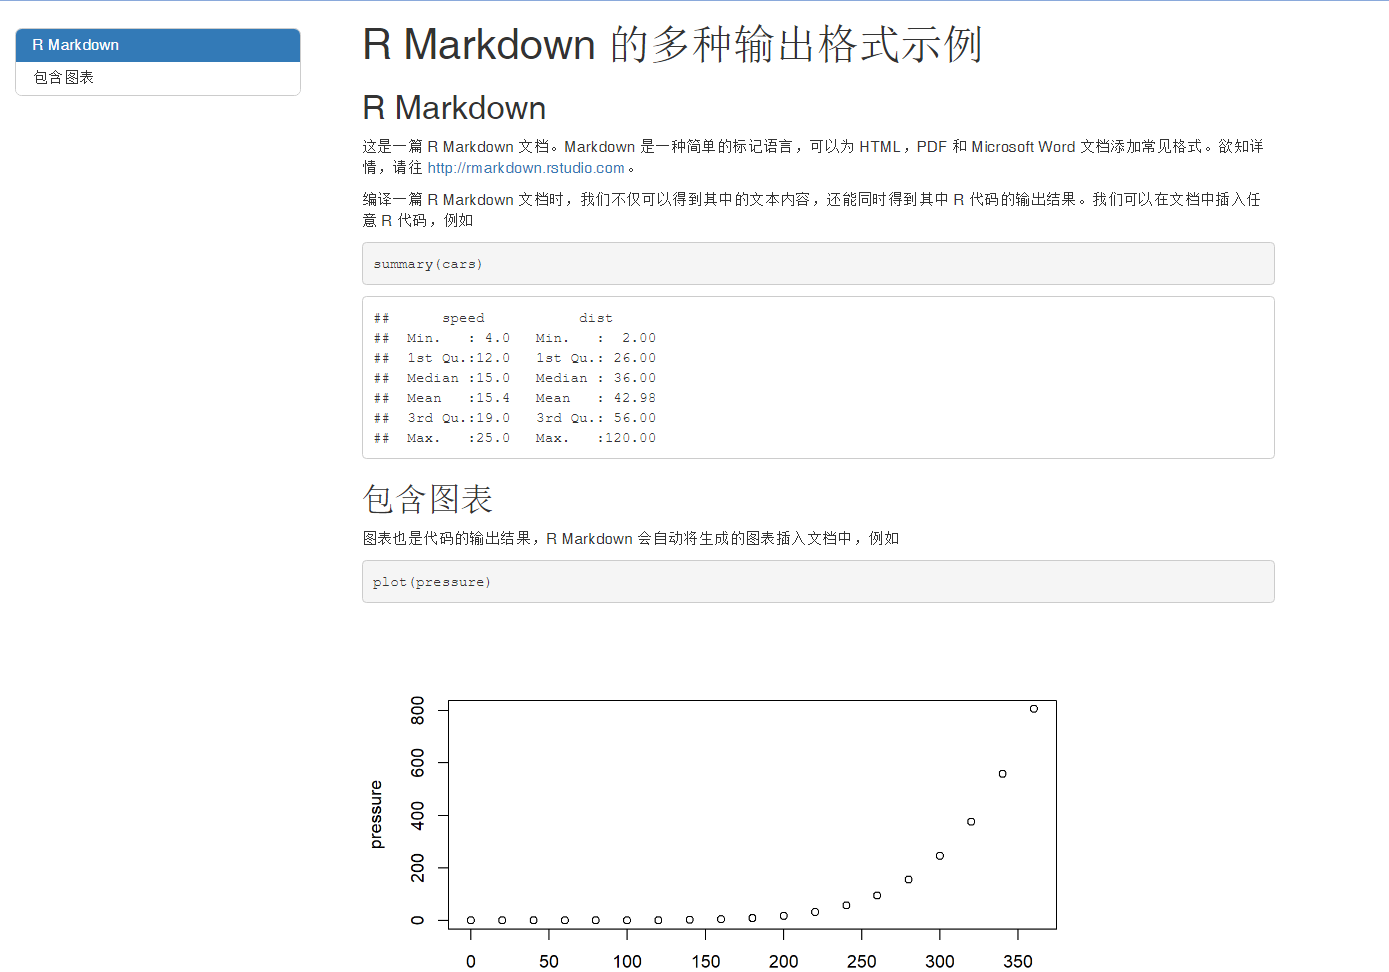 R Markdown
包含图表
R Markdown 的多种输出格式示例
R Markdown
这是一篇 R Markdown 文档。Markdown 是一种简单的标记语言，可以为 HTML，PDF 和 Microsoft Word 文档添加常见格式。欲知详
情，请往 http://rmarkdown.rstudio.com。
编译一篇 R Markdown 文档时，我们不仅可以得到其中的文本内容，还能同时得到其中 R 代码的输出结果。我们可以在文档中插入任
意 R 代码，例如
summary(cars)
##      speed           dist
##  Min.   : 4.0   Min.   :  2.00
##  1st Qu.:12.0   1st Qu.: 26.00
##  Median :15.0   Median : 36.00
##  Mean   :15.4   Mean   : 42.98
##  3rd Qu.:19.0   3rd Qu.: 56.00
##  Max.   :25.0   Max.   :120.00
包含图表
图表也是代码的输出结果，R Markdown 会自动将生成的图表插入文档中，例如
plot(pressure)
800
600
400
200
0
pressure
0 50 100 150 200 250 300 350